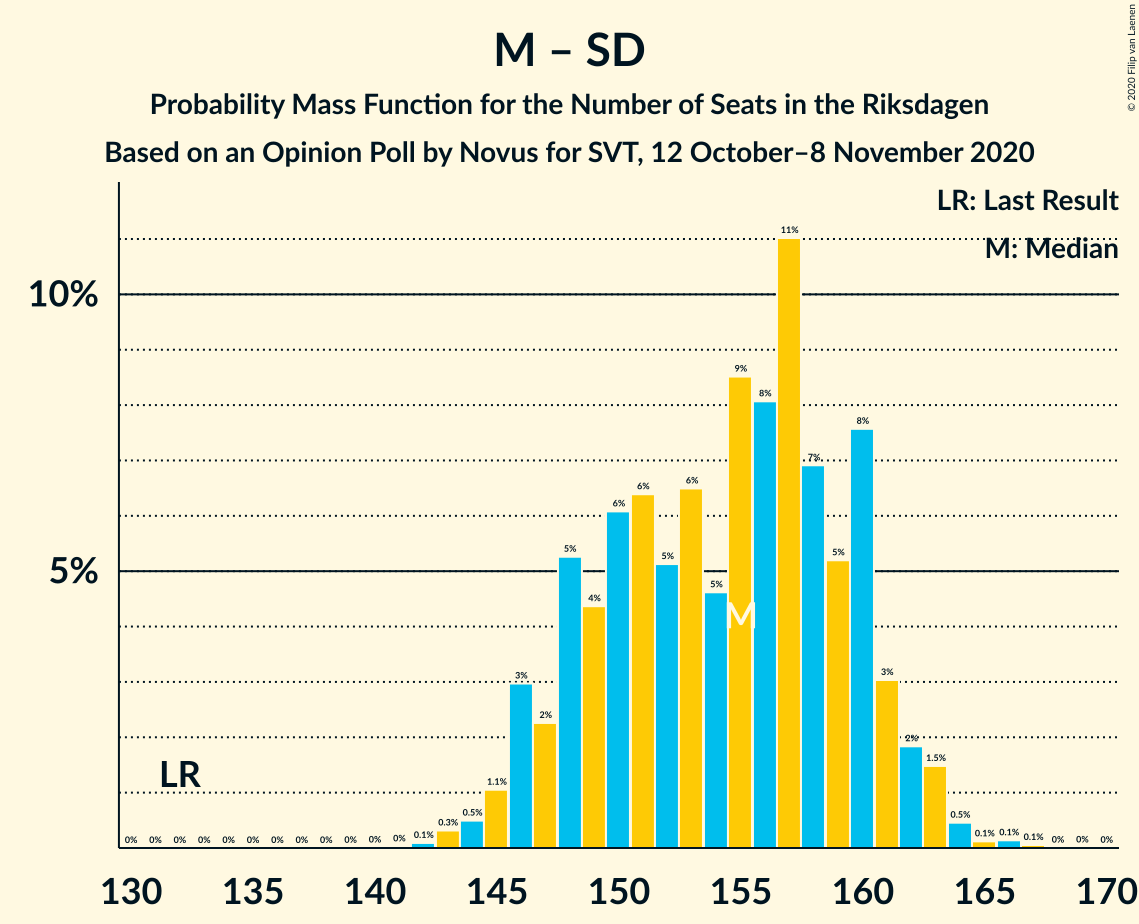 M – SD
Probability Mass Function for the Number of Seats in the Riksdagen
Based on an Opinion Poll by Novus for SVT, 12 October–8 November 2020
© 2020 Filip van Laenen
LR: Last Result
M: Median
10%
5%
0% 0% 0% 0% 0% 0% 0% 0% 0% 0% 0% 0% 0.1% 0.3% 0.5% 1.1% 3% 2% 5% 4% 6% 6% 5% 6% 5% 9% 8% 11% 7% 5% 8% 3% 2% 1.5% 0.5% 0.1% 0.1% 0.1% 0% 0% 0%
LR
M
130 135 140 145 150 155 160 165 170